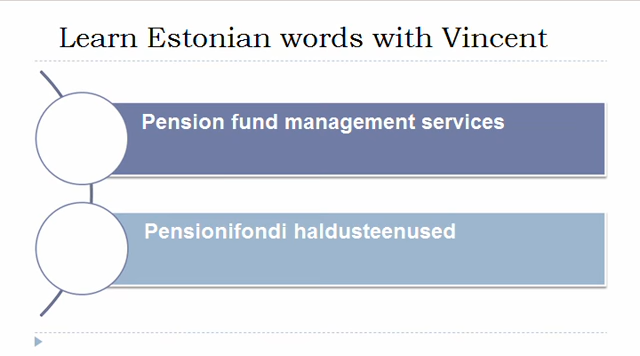 Learn Estonian words with Vincent
Pension fund management services
Pensionifondi haldusteenused